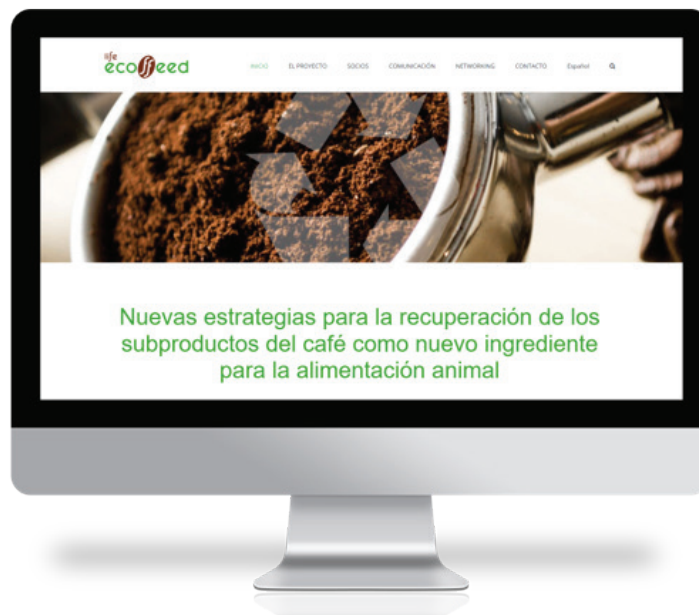 life
ecoffeed
INICIO EL PROYECTO SOCIOS COMUNICACIÓN NETWORKING CONTACTO Español
Nuevas estrategias para la recuperación de los
subproductos del café como nuevo ingrediente
para la alimentación animal